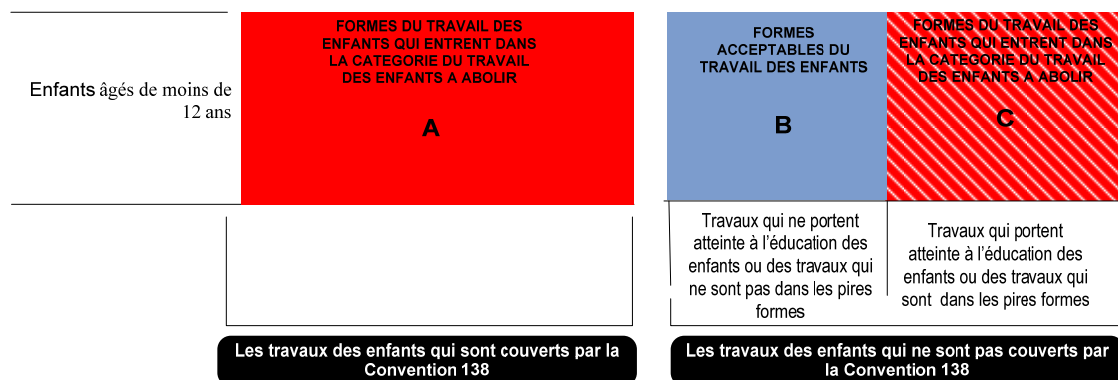 Enfants âgés de moins de
12 ans
FORMES DU TRAVAIL DES
ENFANTS QUI ENTRENT DANS
LA CATEGORIE DU TRAVAIL
DES ENFANTS A ABOLIR
A
FORMES
ACCEPTABLES DU
TRAVAIL DES ENFANTS
B
FORMES DU TRAVAIL DES
ENFANTS QUI ENTRENT DANS
LA CATEGORIE DU TRAVAIL
DES ENFANTS A ABOLIR
C
Travaux qui ne portent
atteinte à l’éducation des
enfants ou des travaux qui
ne sont pas dans les pires
formes
Travaux qui portent
atteinte à l’éducation des
enfants ou des travaux qui
sont dans les pires formes
Les travaux des enfants qui sont couverts par la
Convention 138
Les travaux des enfants qui ne sont pas couverts par
la Convention 138